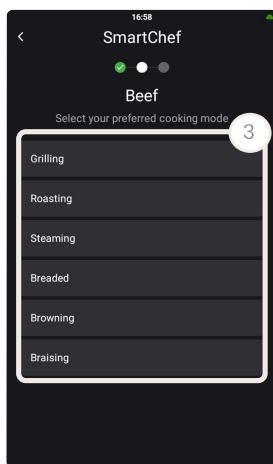 16:58
SmartChef
Beef
Select your preferred cooking mode
3
Grilling
Roasting
Steaming
Breaded
Browning
Braising